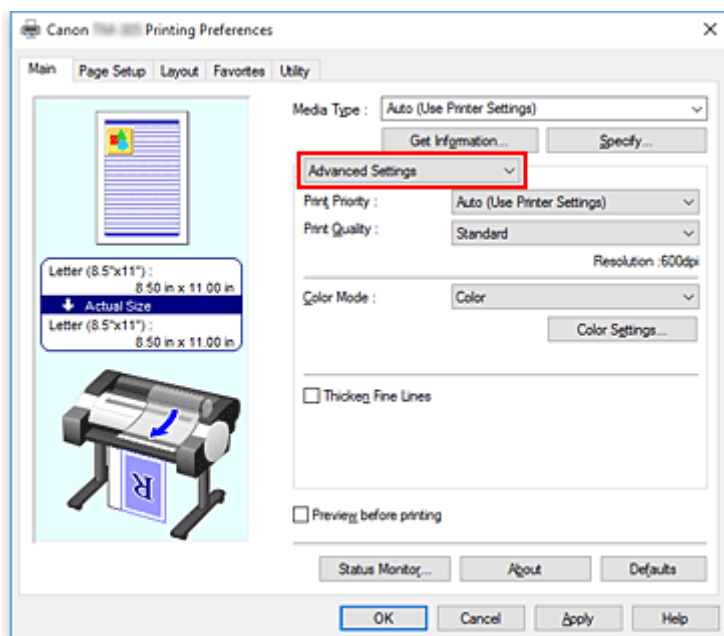 Canon Printing Preferences
Main Page Setup Layout Favorites Utility
Media Type : Auto (Use Printer Settings)
Get Information... Specify...
Advanced Settings
Print Priority : Auto (Use Printer Settings)
Print Quality : Standard
Resolution :600dpi
Letter (8.5"x11") :
8.50 in x 11.00 in
Actual Size
Letter (8.5"x11") :
8.50 in x 11.00 in
Color Mode : Color
Color Settings...
Thicken Fine Lines
R
Preview before printing
Status Monitor... About Defaults
OK Cancel Apply Help